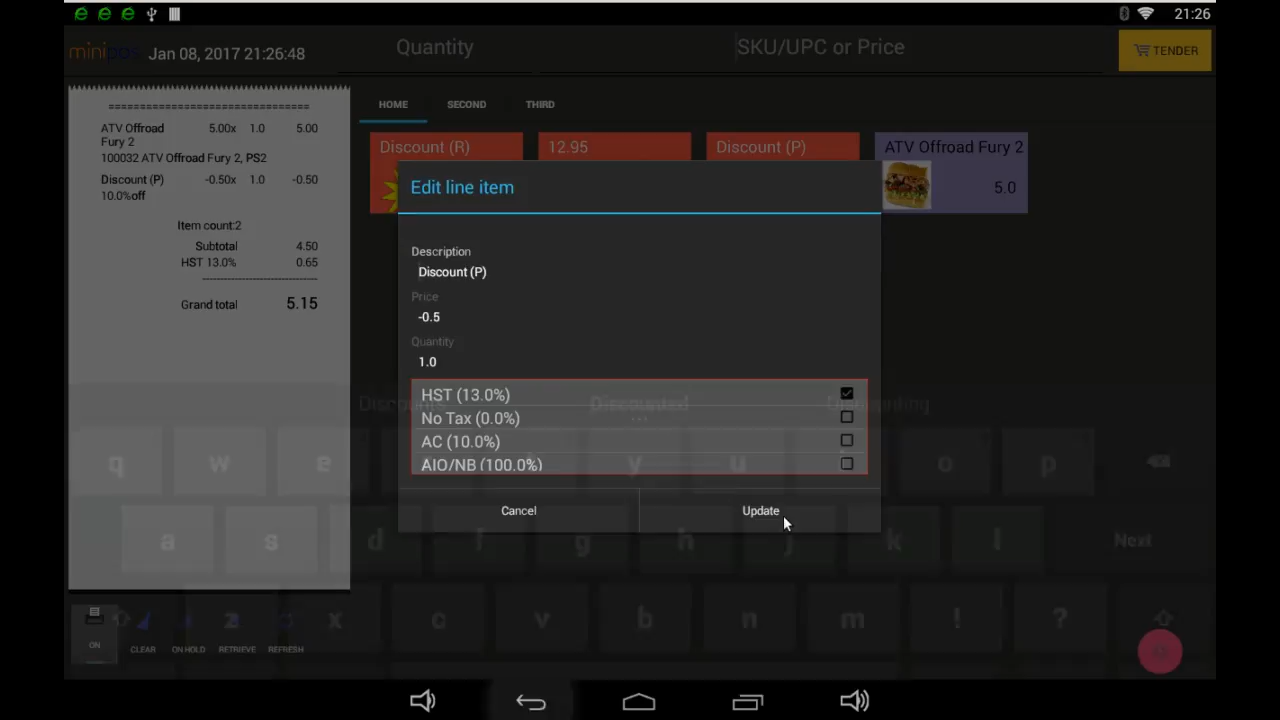 21:26
minipos Jan 08, 2017 21:26:48
Quantity
SKU/UPC or Price
TENDER
===============================
ATV Offroad Fury 2 5.00x 1.0 5.00
100032 ATV Offroad Fury 2, PS2
Discount (P) -0.50x 1.0 -0.50
10.0%off
Item count:2
Subtotal 4.50
HST 13.0% 0.65
Grand total 5.15
HOME SECOND THIRD
Discount (R) 12.95 Discount (P) ATV Offroad Fury 2
5.0
Edit line item
Description
Discount (P)
Price
-0.5
Quantity
1.0
HST (13.0%)
No Tax (0.0%)
AC (10.0%)
AIO/NB (100.0%)
Cancel Update
Discounted
q w e y u o p
a s d f g h j k l Next
z x c v b n m ! ?
ON CLEAR ON HOLD RETRIEVE REFRESH